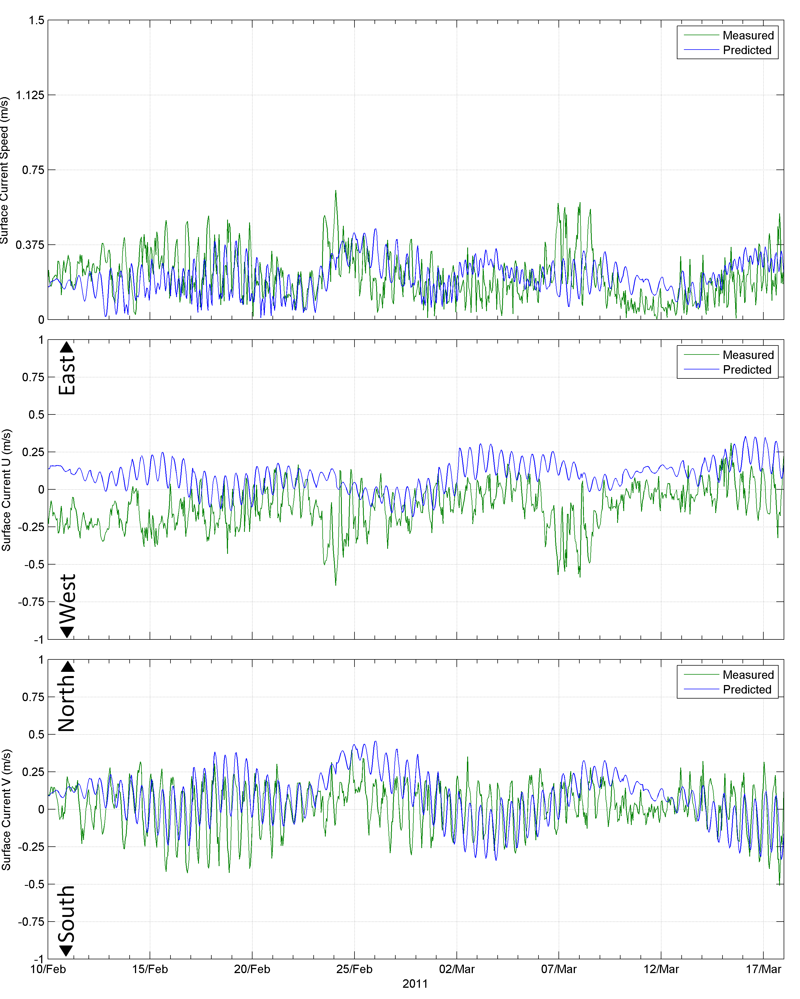 Surface Current Speed (m/s)
1.5
1.125
0.75
0.375
0
Measured
Predicted
Surface Current U (m/s)
1
0.75
0.5
0.25
0
-0.25
-0.5
-0.75
-1
East
West
Measured
Predicted
Surface Current V (m/s)
1
0.75
0.5
0.25
0
-0.25
-0.5
-0.75
-1
North
South
Measured
Predicted
10/Feb 15/Feb 20/Feb 25/Feb 02/Mar 07/Mar 12/Mar 17/Mar
2011